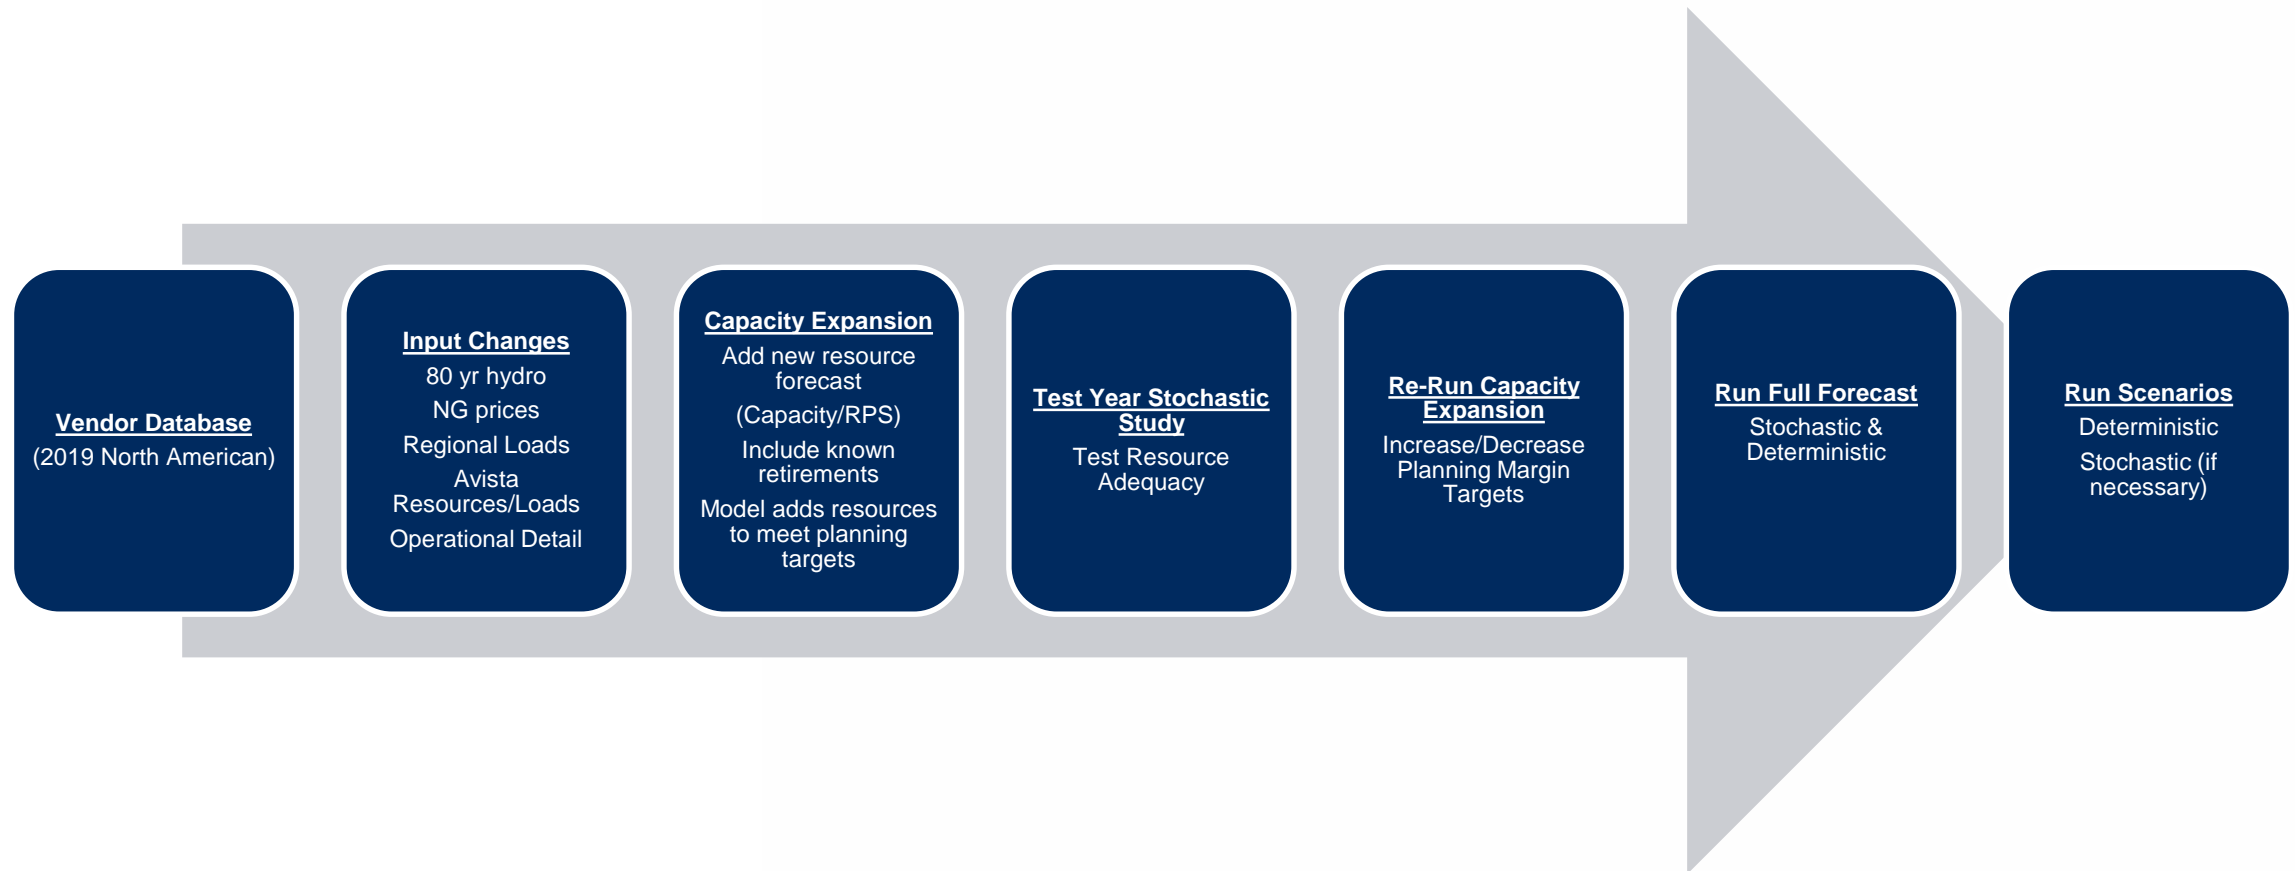 Vendor Database
(2019 North American)
Input Changes
80 yr hydro
NG prices
Regional Loads
Avista
Resources/Loads
Operational Detail
Capacity Expansion
Add new resource
forecast
(Capacity/RPS)
Include known
retirements
Model adds resources
to meet planning
targets
Test Year Stochastic
Study
Test Resource
Adequacy
Re-Run Capacity
Expansion
Increase/Decrease
Planning Margin
Targets
Run Full Forecast
Stochastic &
Deterministic
Run Scenarios
Deterministic
Stochastic (if
necessary)